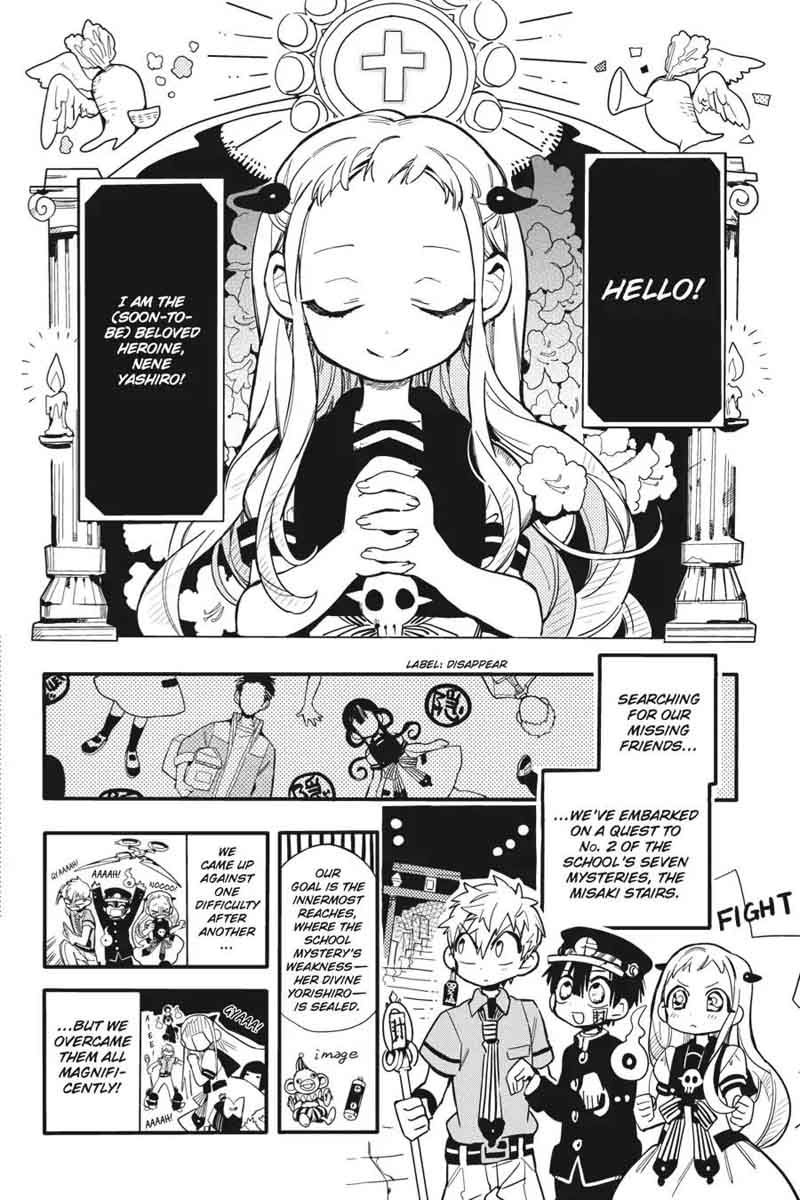 HELLO!
I AM THE
(SOON-TO-
BE) BELOVED
HEROINE,
NENE
YASHIRO!
LABEL: DISAPPEAR
SEARCHING
FOR OUR
MISSING
FRIENDS...
...WE'VE EMBARKED
ON A QUEST TO
No. 2 OF THE
SCHOOL'S SEVEN
MYSTERIES, THE
MISAKI STAIRS.
FIGHT
OUR
GOAL IS THE
INNERMOST
REACHES,
WHERE THE
SCHOOL
MYSTERY'S
WEAKNESS—
HER DIVINE
YORISHIRO—
IS SEALED.
image
WE
CAME UP
AGAINST
ONE
DIFFICULTY
AFTER
ANOTHER
...
GYAAAH!
AAAAH!
NOOOO!
...BUT WE
OVERCAME
THEM ALL
MAGNIFI-
CENTLY!
GYAAA!
AAAAH!